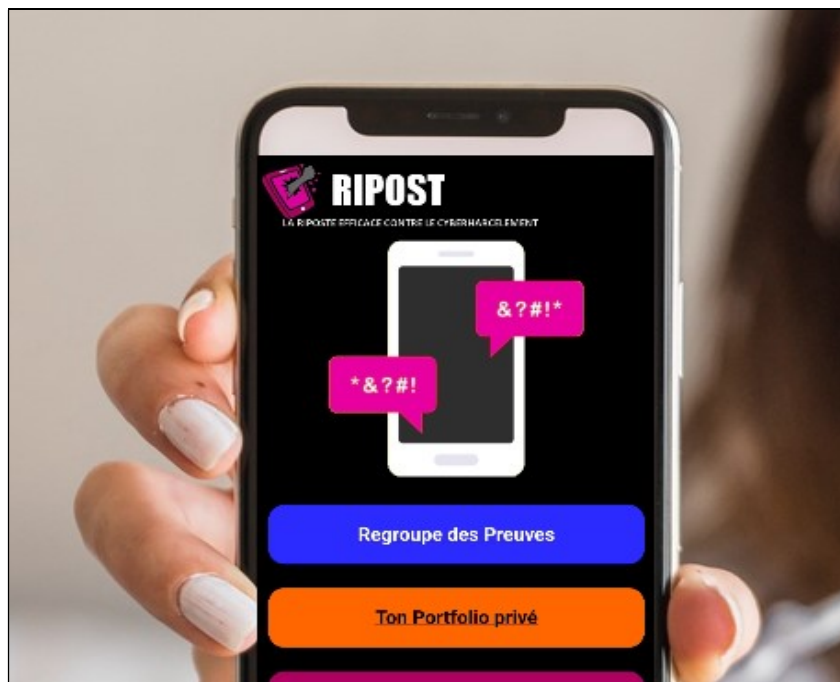 RIPOST
LA RIPOSTE EFFICACE CONTRE LE CYBERHARCELEMENT
&?#!*
*&?#!
Regroupe des Preuves
Ton Portfolio privé